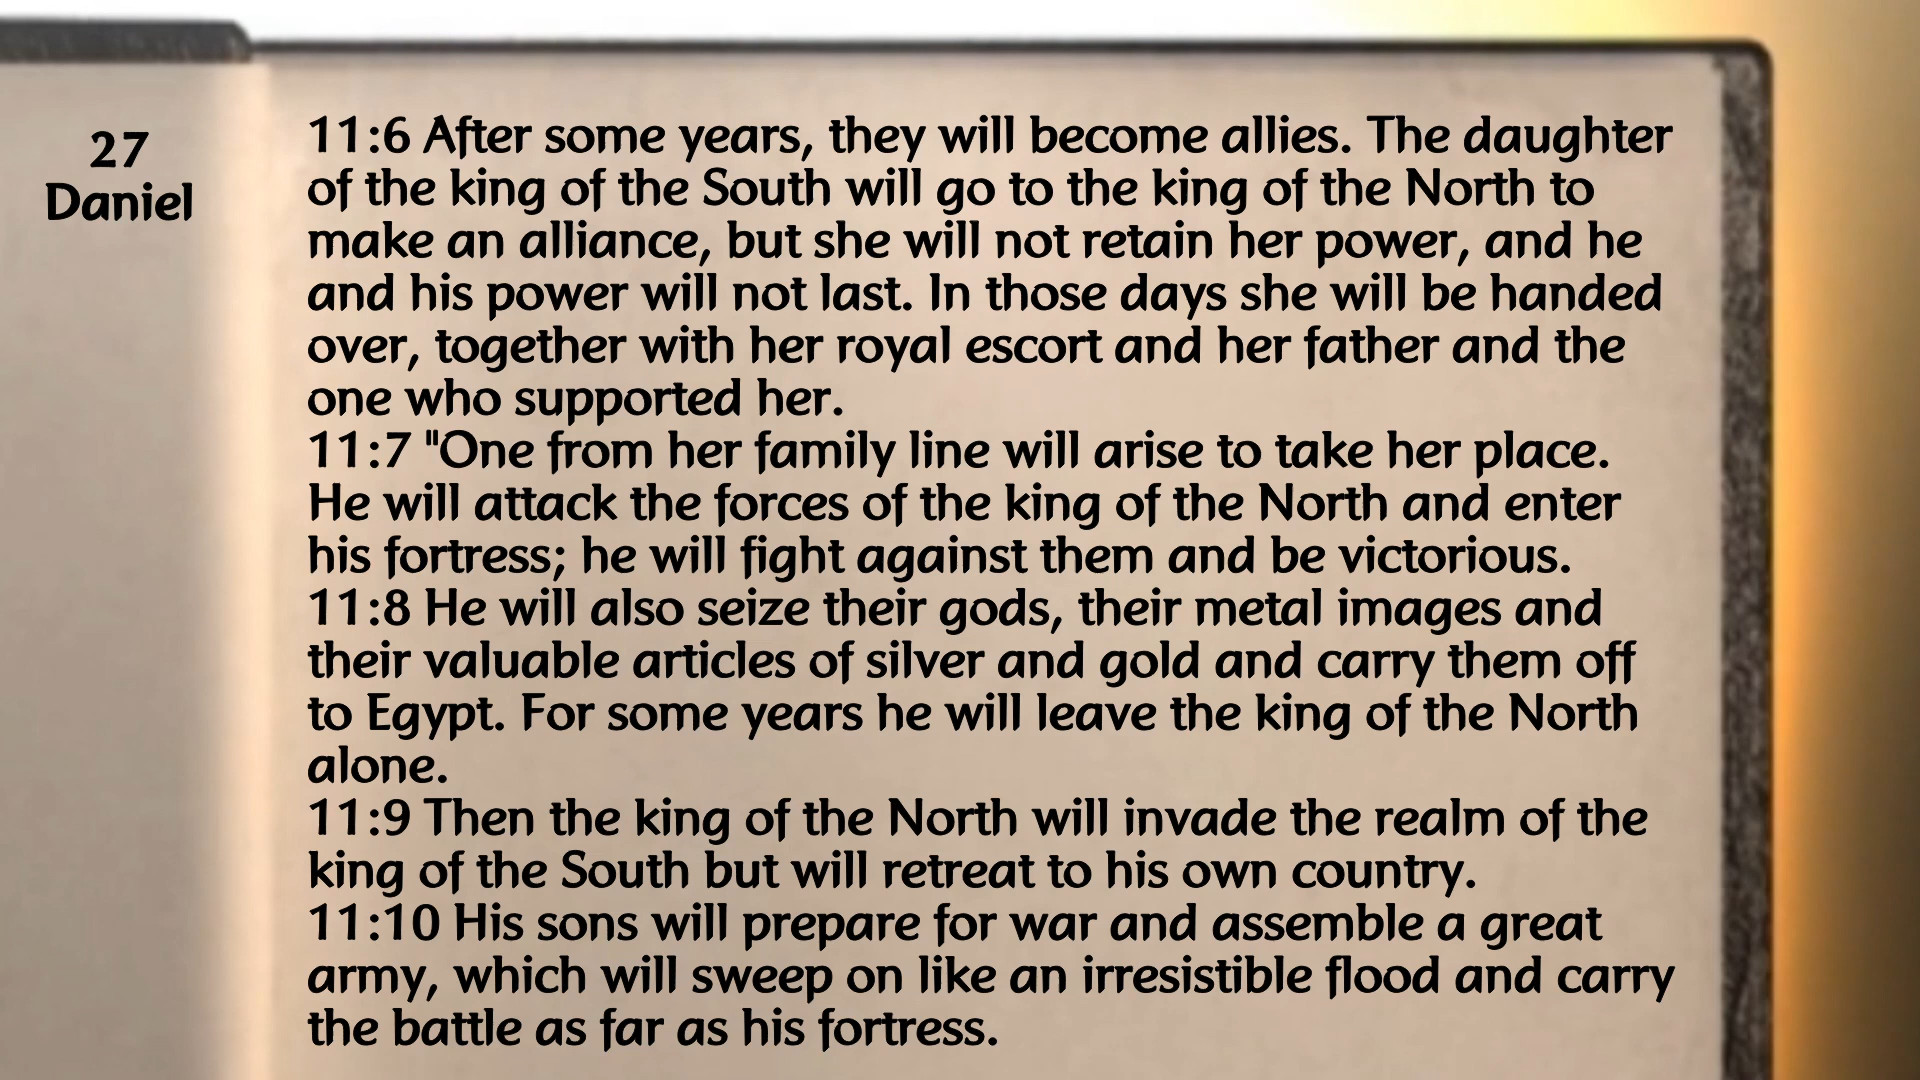 27
Daniel
11:6 After some years, they will become allies. The daughter
of the king of the South will go to the king of the North to
make an alliance, but she will not retain her power, and he
and his power will not last. In those days she will be handed
over, together with her royal escort and her father and the
one who supported her.
11:7 "One from her family line will arise to take her place.
He will attack the forces of the king of the North and enter
his fortress; he will fight against them and be victorious.
11:8 He will also seize their gods, their metal images and
their valuable articles of silver and gold and carry them off
to Egypt. For some years he will leave the king of the North
alone.
11:9 Then the king of the North will invade the realm of the
king of the South but will retreat to his own country.
11:10 His sons will prepare for war and assemble a great
army, which will sweep on like an irresistible flood and carry
the battle as far as his fortress.